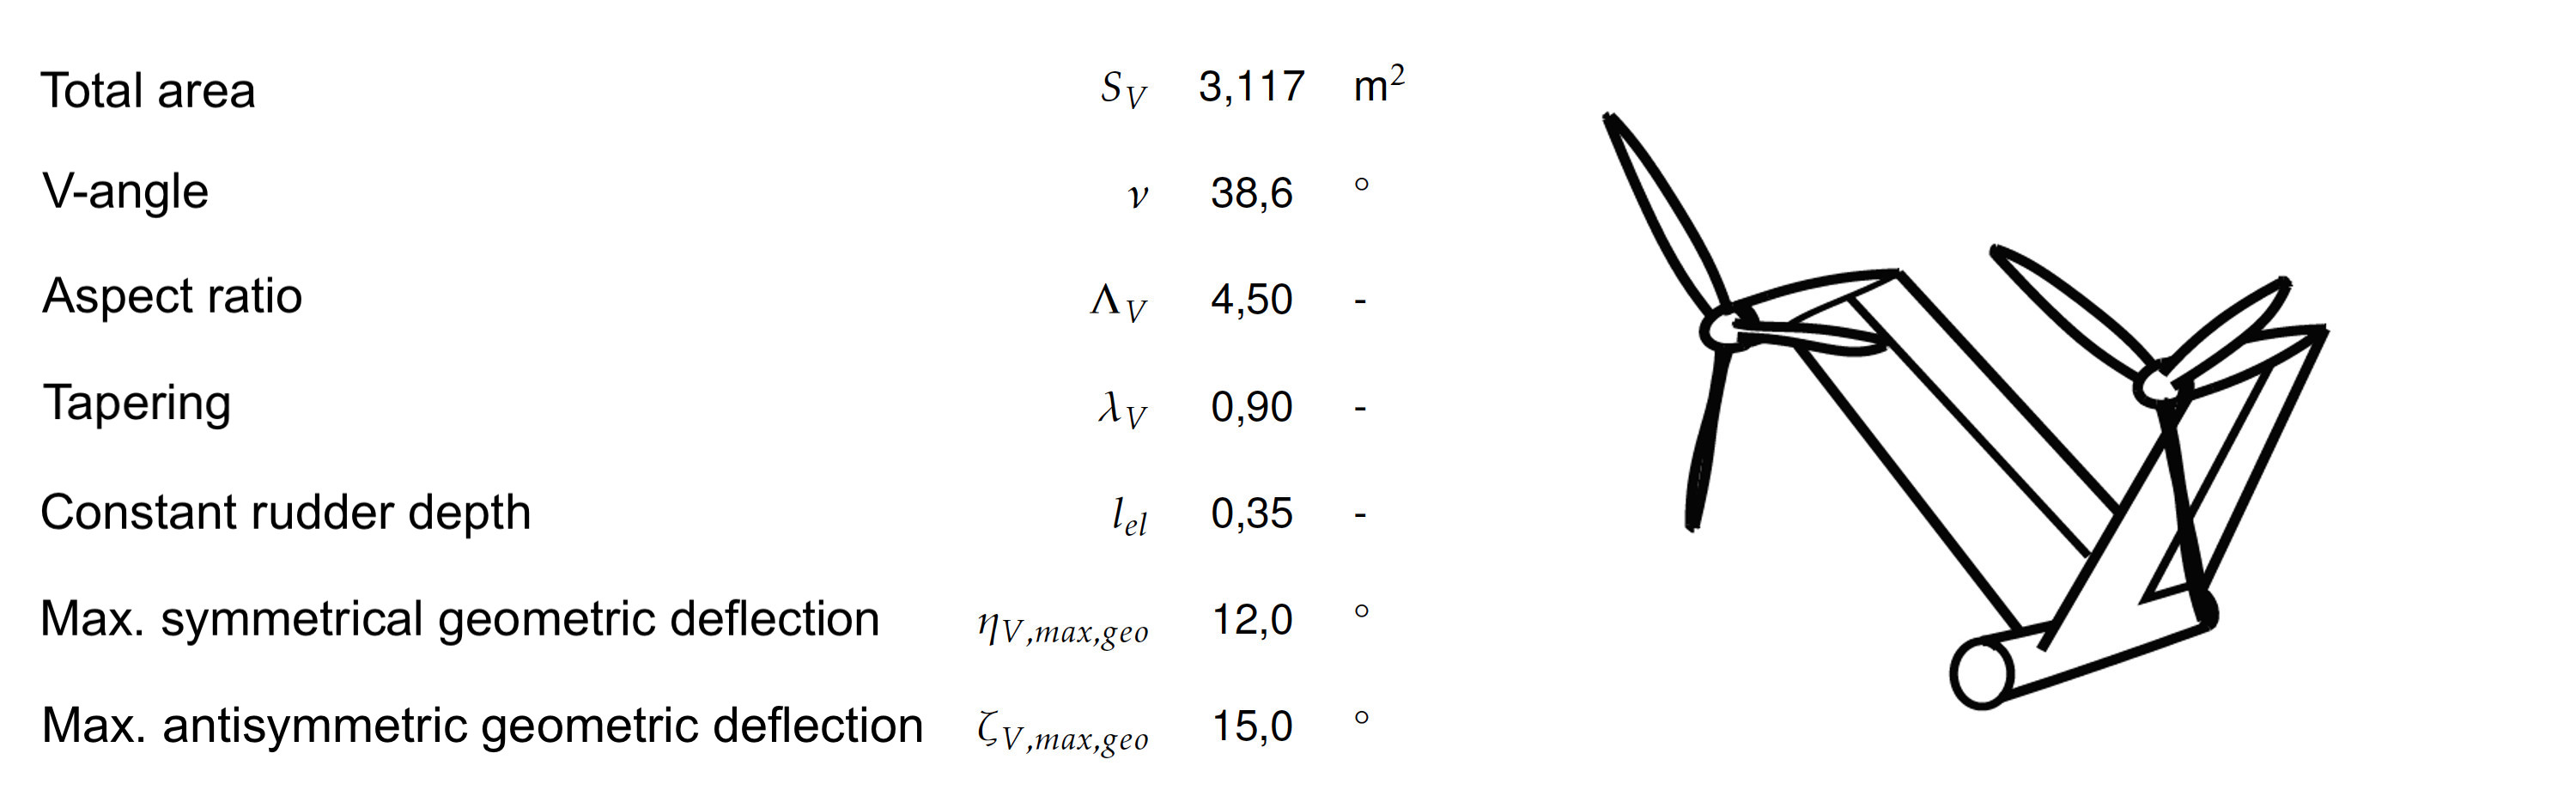 Total area S_V 3,117 m²
V-angle ν 38,6 °
Aspect ratio Λ_V 4,50 -
Tapering λ_V 0,90 -
Constant rudder depth l_el 0,35 -
Max. symmetrical geometric deflection η_V,max,geo 12,0 °
Max. antisymmetric geometric deflection ζ_V,max,geo 15,0 °